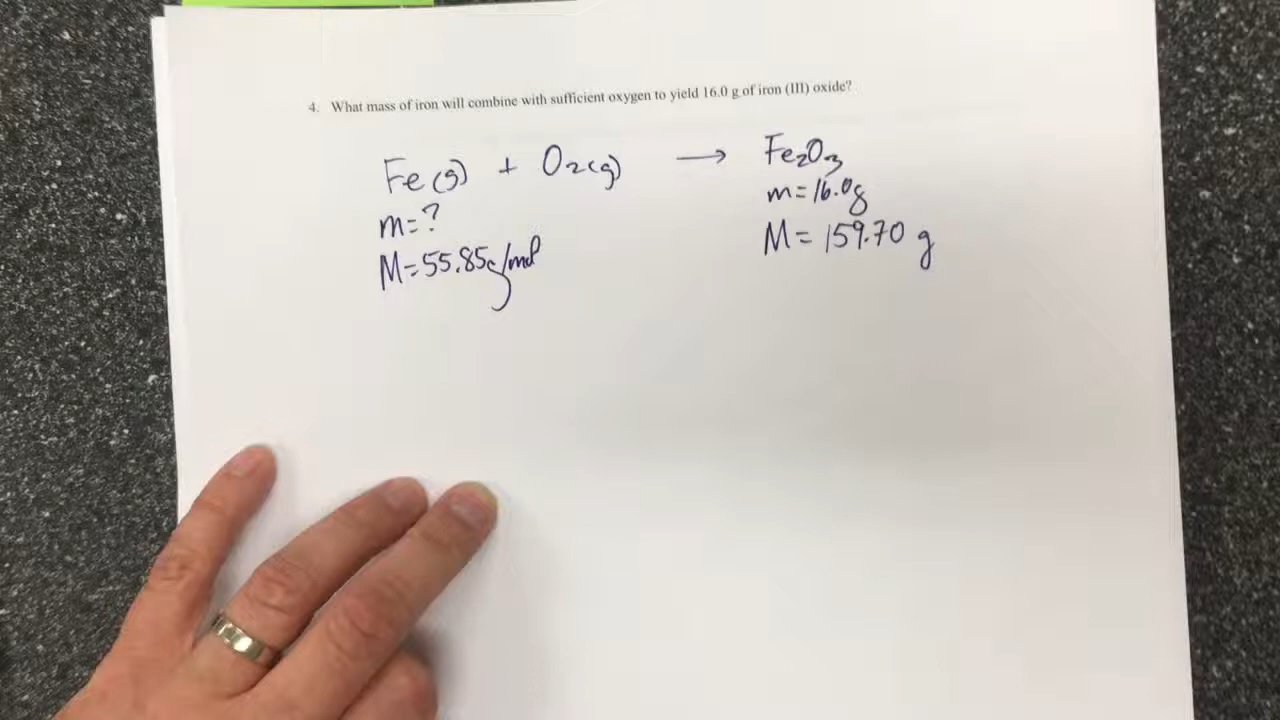 4. What mass of iron will combine with sufficient oxygen to yield 16.0 g of iron (III) oxide?
Fe(g) + O2(g) → Fe2O3
m=? m=16.0g
M=55.85g/mol M=159.70 g